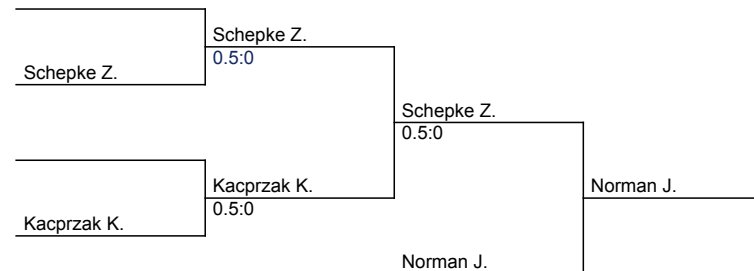 Schepke Z.
0.5:0
Schepke Z.
Schepke Z.
0.5:0
Kacprzak K.
0.5:0
Norman J.
Kacprzak K.
Norman J.